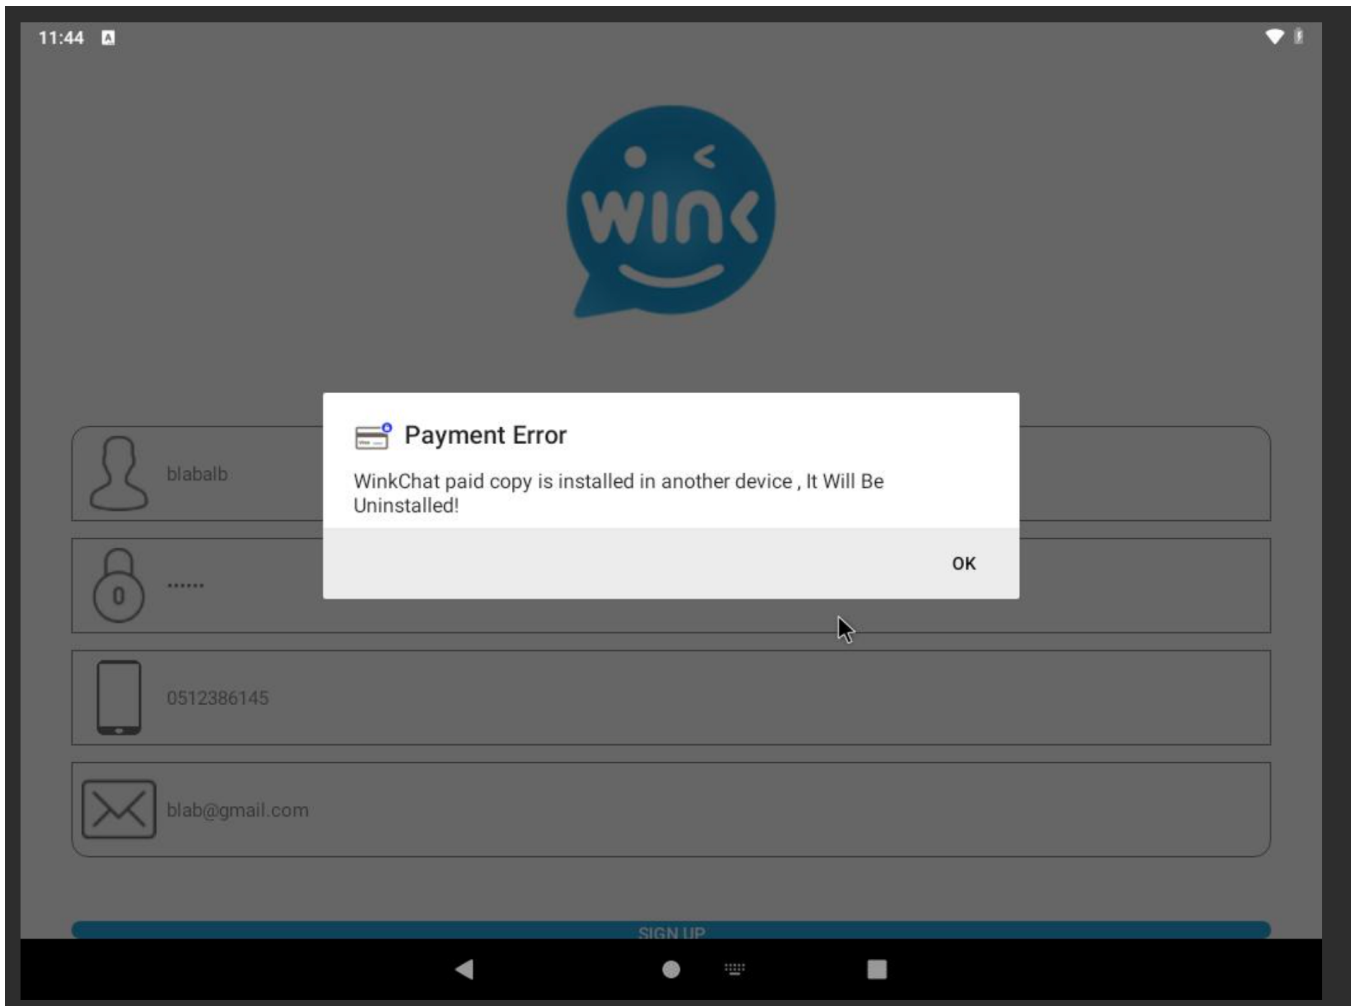 11:44
wink
Payment Error
WinkChat paid copy is installed in another device , It Will Be
Uninstalled!
OK
blabalb
0
••••••
0512386145
blab@gmail.com
SIGN UP